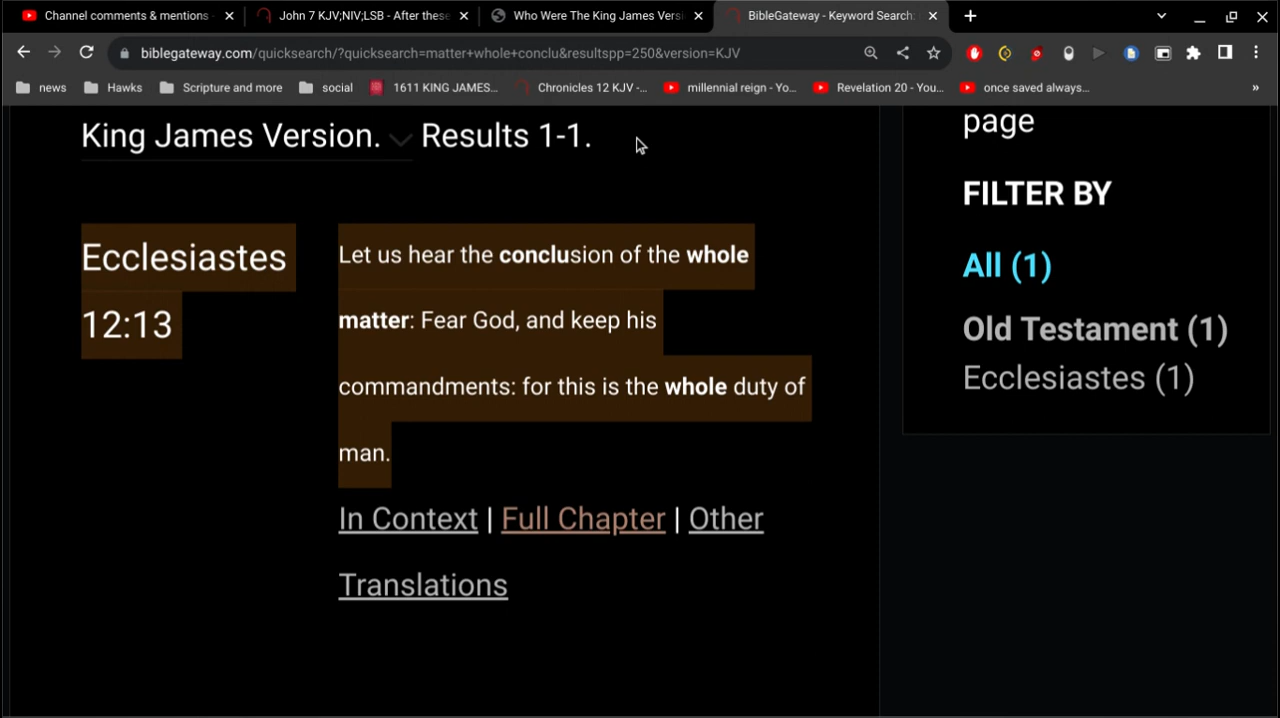 Channel comments & mentions
John 7 KJV;NIV;LSB - After these
Who Were The King James Versi
BibleGateway - Keyword Search:
biblegateway.com/quicksearch/?quicksearch=matter+whole+conclu&resultspp=250&version=KJV
news
Hawks
Scripture and more
social
1611 KING JAMES...
Chronicles 12 KJV -...
millennial reign - Yo...
Revelation 20 - You...
once saved always...
»
King James Version. Results 1-1.
Ecclesiastes
12:13
Let us hear the conclusion of the whole
matter: Fear God, and keep his
commandments: for this is the whole duty of
man.
In Context | Full Chapter | Other
Translations
page
FILTER BY
All (1)
Old Testament (1)
Ecclesiastes (1)